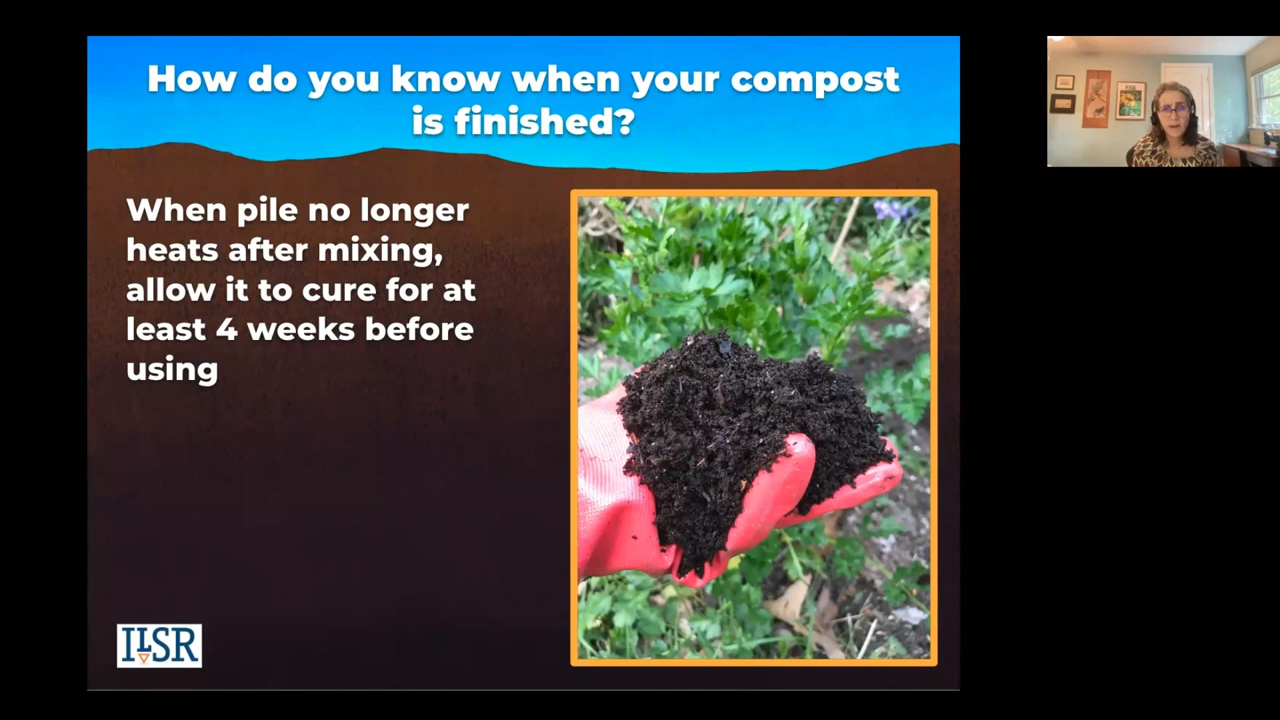 How do you know when your compost
is finished?
When pile no longer
heats after mixing,
allow it to cure for at
least 4 weeks before
using
ILSR